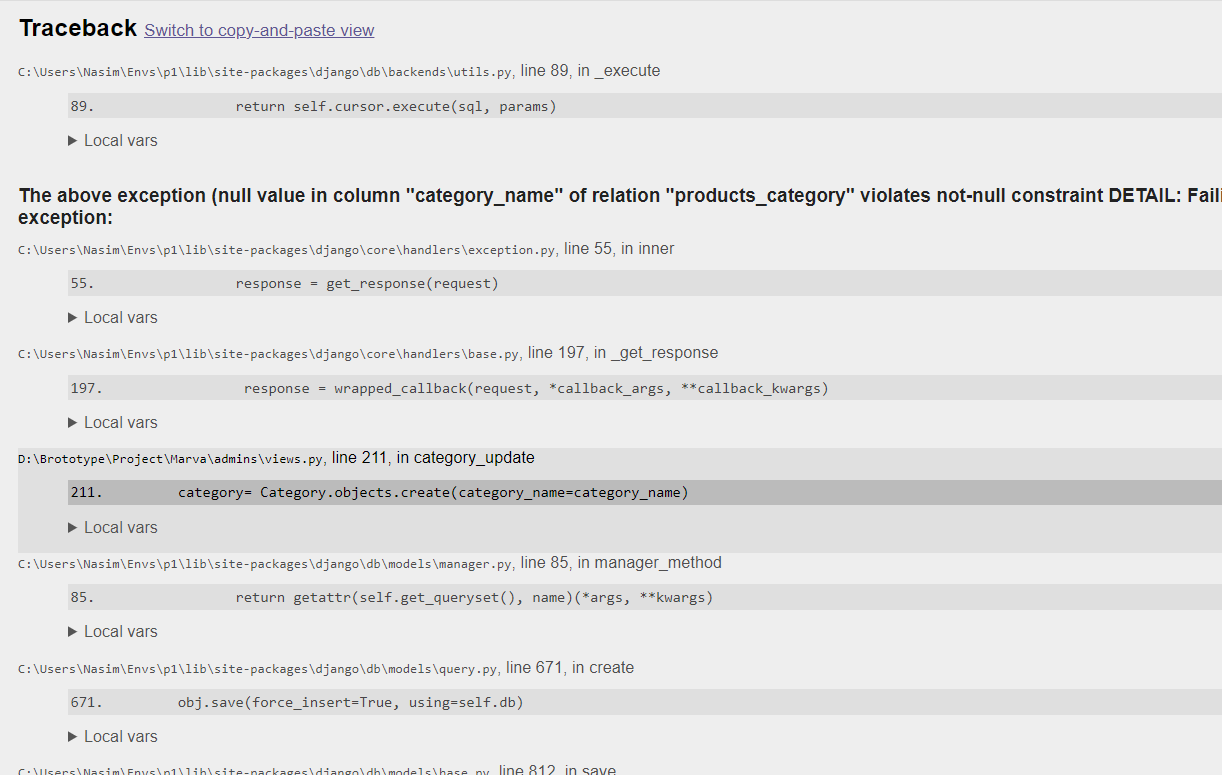 Traceback Switch to copy-and-paste view
C:\Users\Nasim\Envs\p1\lib\site-packages\django\db\backends\utils.py, line 89, in _execute
89. return self.cursor.execute(sql, params)
▶ Local vars
The above exception (null value in column "category_name" of relation "products_category" violates not-null constraint DETAIL: Faili
exception:
C:\Users\Nasim\Envs\p1\lib\site-packages\django\core\handlers\exception.py, line 55, in inner
55. response = get_response(request)
▶ Local vars
C:\Users\Nasim\Envs\p1\lib\site-packages\django\core\handlers\base.py, line 197, in _get_response
197. response = wrapped_callback(request, *callback_args, **callback_kwargs)
▶ Local vars
D:\Brototype\Project\Marva\admins\views.py, line 211, in category_update
211. category= Category.objects.create(category_name=category_name)
▶ Local vars
C:\Users\Nasim\Envs\p1\lib\site-packages\django\db\models\manager.py, line 85, in manager_method
85. return getattr(self.get_queryset(), name)(*args, **kwargs)
▶ Local vars
C:\Users\Nasim\Envs\p1\lib\site-packages\django\db\models\query.py, line 671, in create
671. obj.save(force_insert=True, using=self.db)
▶ Local vars
C:\Users\Nasim\Envs\p1\lib\site-packages\django\db\models\base.py, line 812, in save